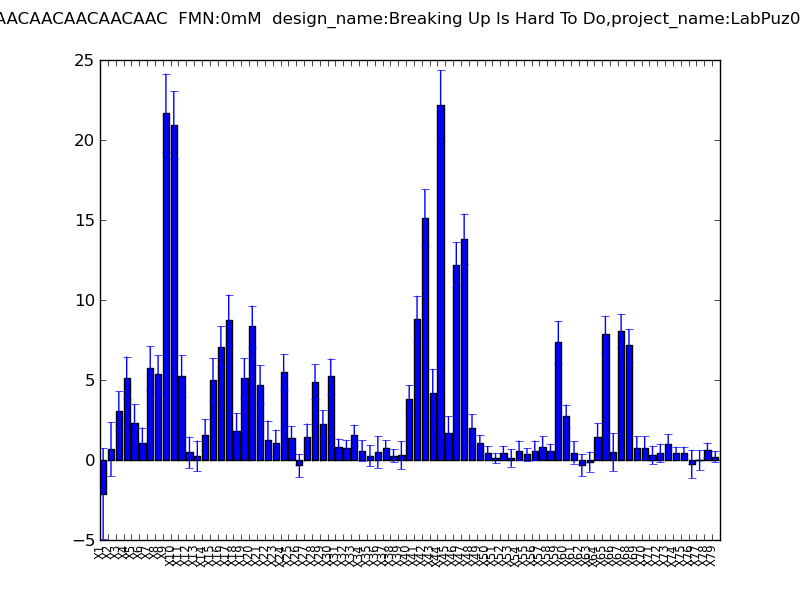 AACAACAACAACAAC FMN:0mM design_name:Breaking Up Is Hard To Do,project_name:LabPuz0
25
20
15
10
5
0
−5
X1
X2
X3
X4
X5
X6
X7
X8
X9
X10
X11
X12
X13
X14
X15
X16
X17
X18
X19
X20
X21
X22
X23
X24
X25
X26
X27
X28
X29
X30
X31
X32
X33
X34
X35
X36
X37
X38
X39
X40
X41
X42
X43
X44
X45
X46
X47
X48
X49
X50
X51
X52
X53
X54
X55
X56
X57
X58
X59
X60
X61
X62
X63
X64
X65
X66
X67
X68
X69
X70
X71
X72
X73
X74
X75
X76
X77
X78
X79